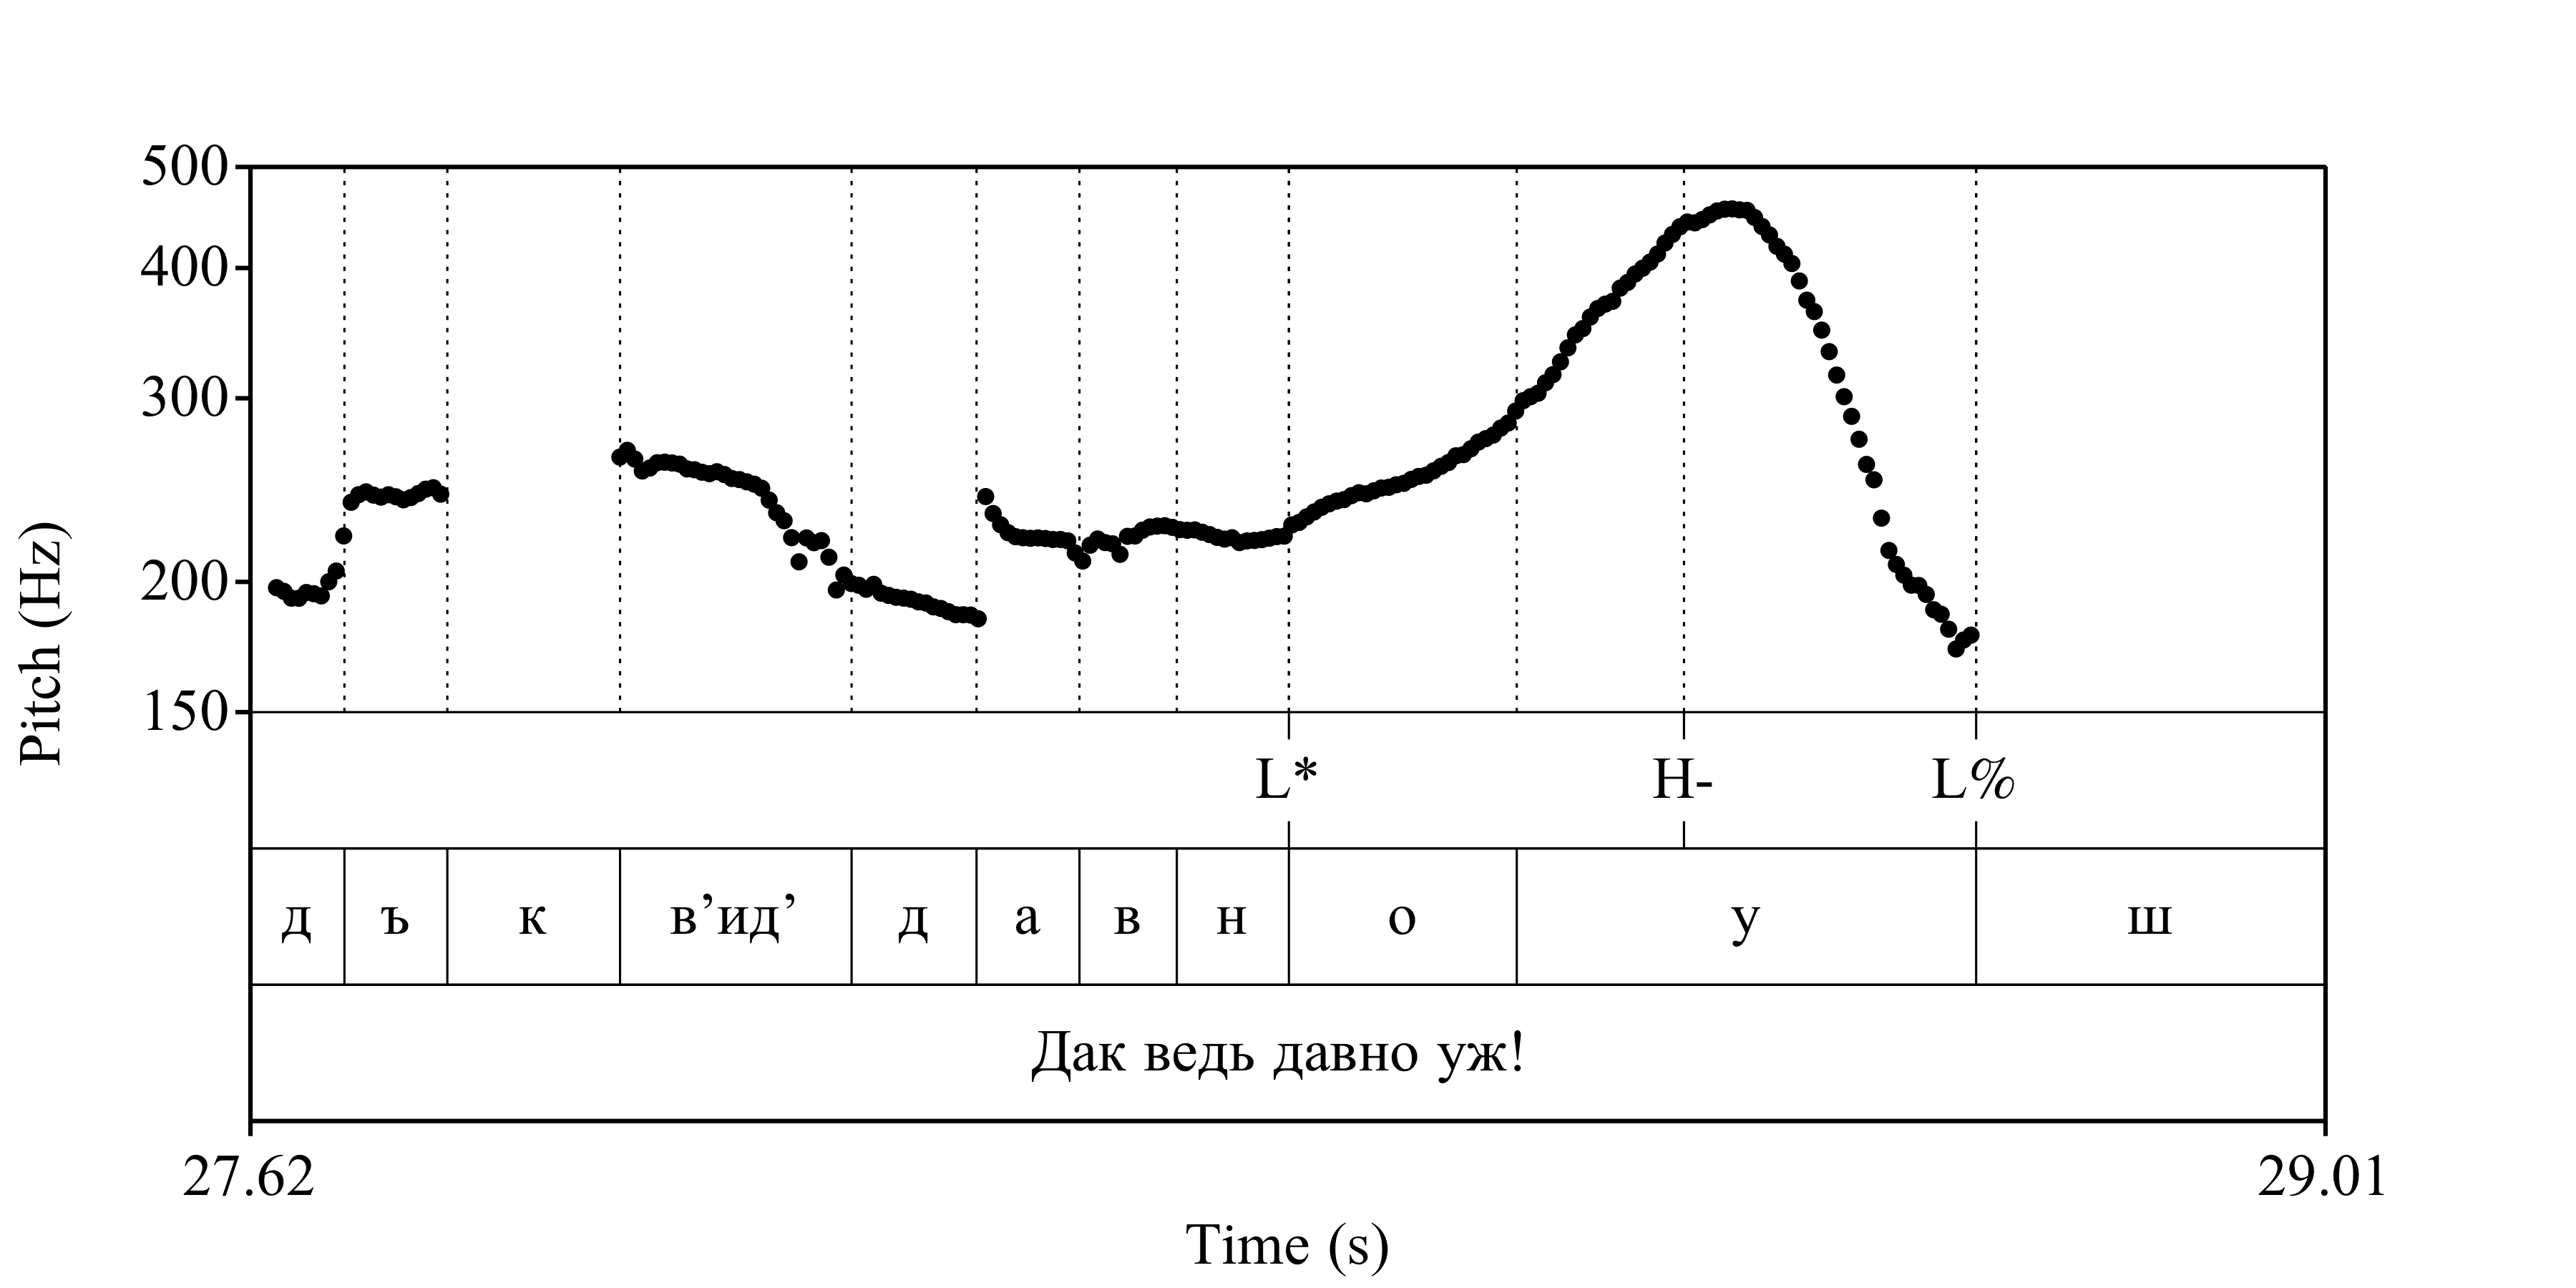 500
400
300
200
150
Pitch (Hz)
L* H- L%
д ъ к в’ид’ д а в н о у ш
Дак ведь давно уж!
27.62 29.01
Time (s)